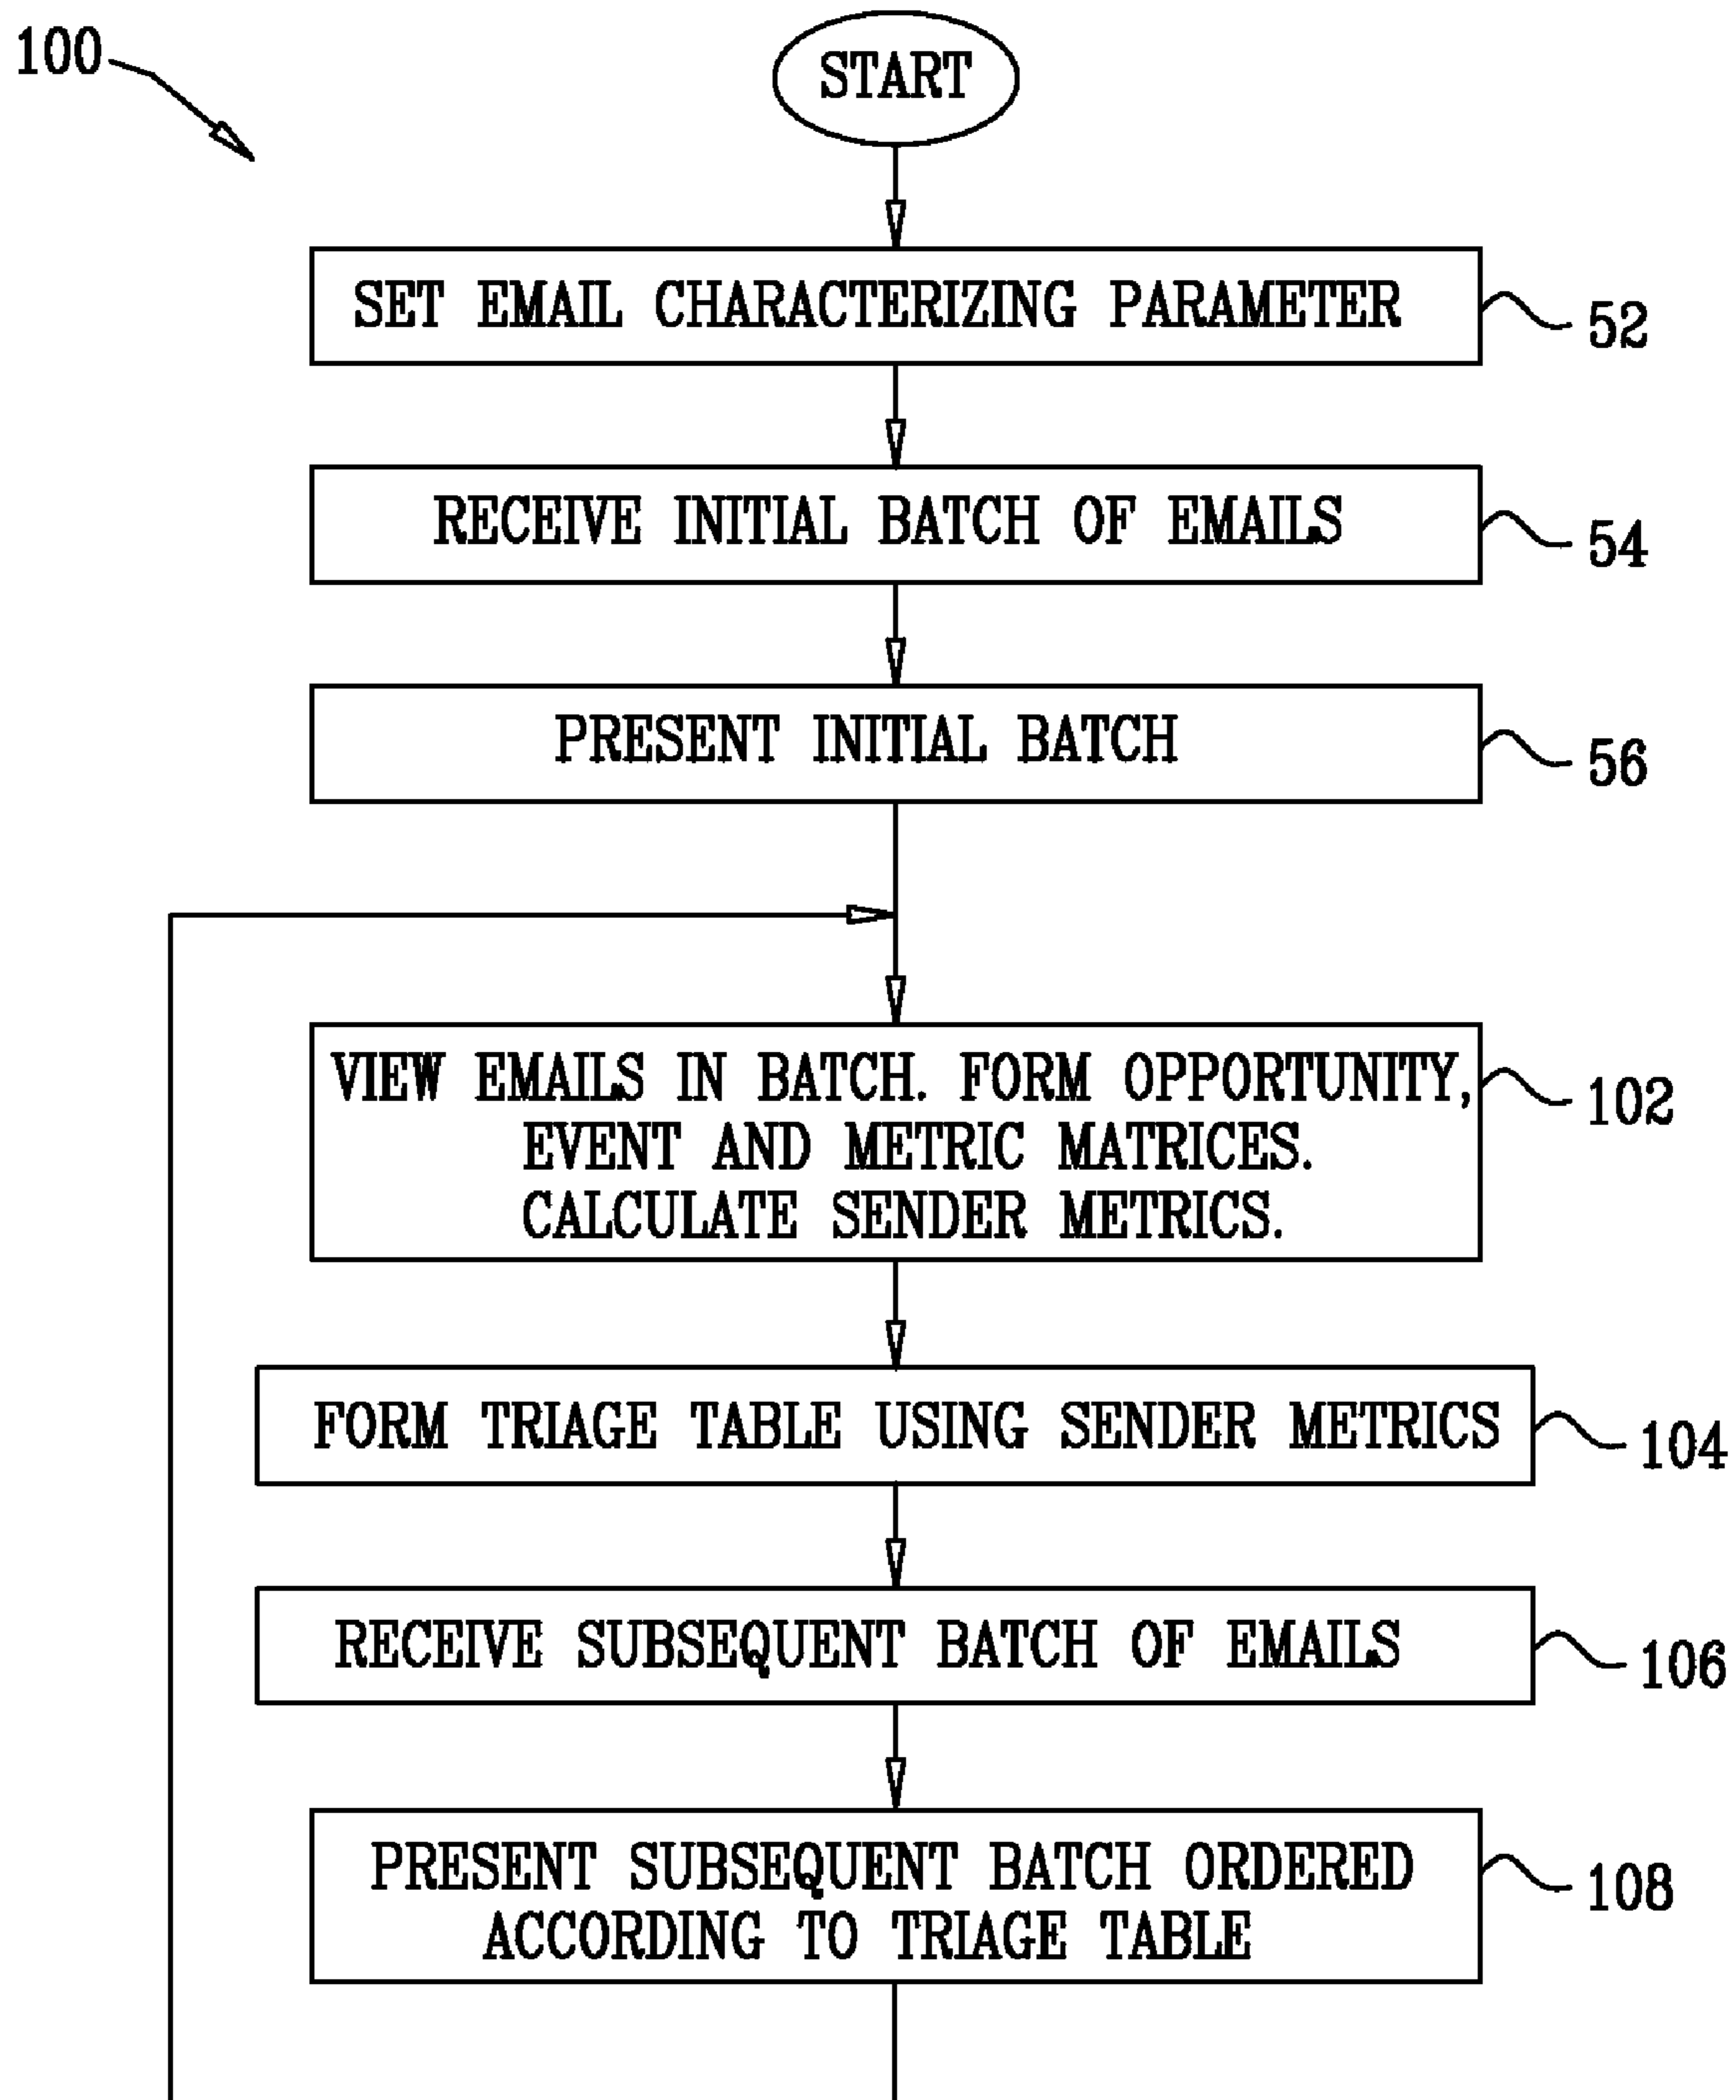 100
START
SET EMAIL CHARACTERIZING PARAMETER
52
RECEIVE INITIAL BATCH OF EMAILS
54
PRESENT INITIAL BATCH
56
VIEW EMAILS IN BATCH. FORM OPPORTUNITY,
EVENT AND METRIC MATRICES.
CALCULATE SENDER METRICS.
102
FORM TRIAGE TABLE USING SENDER METRICS
104
RECEIVE SUBSEQUENT BATCH OF EMAILS
106
PRESENT SUBSEQUENT BATCH ORDERED
ACCORDING TO TRIAGE TABLE
108